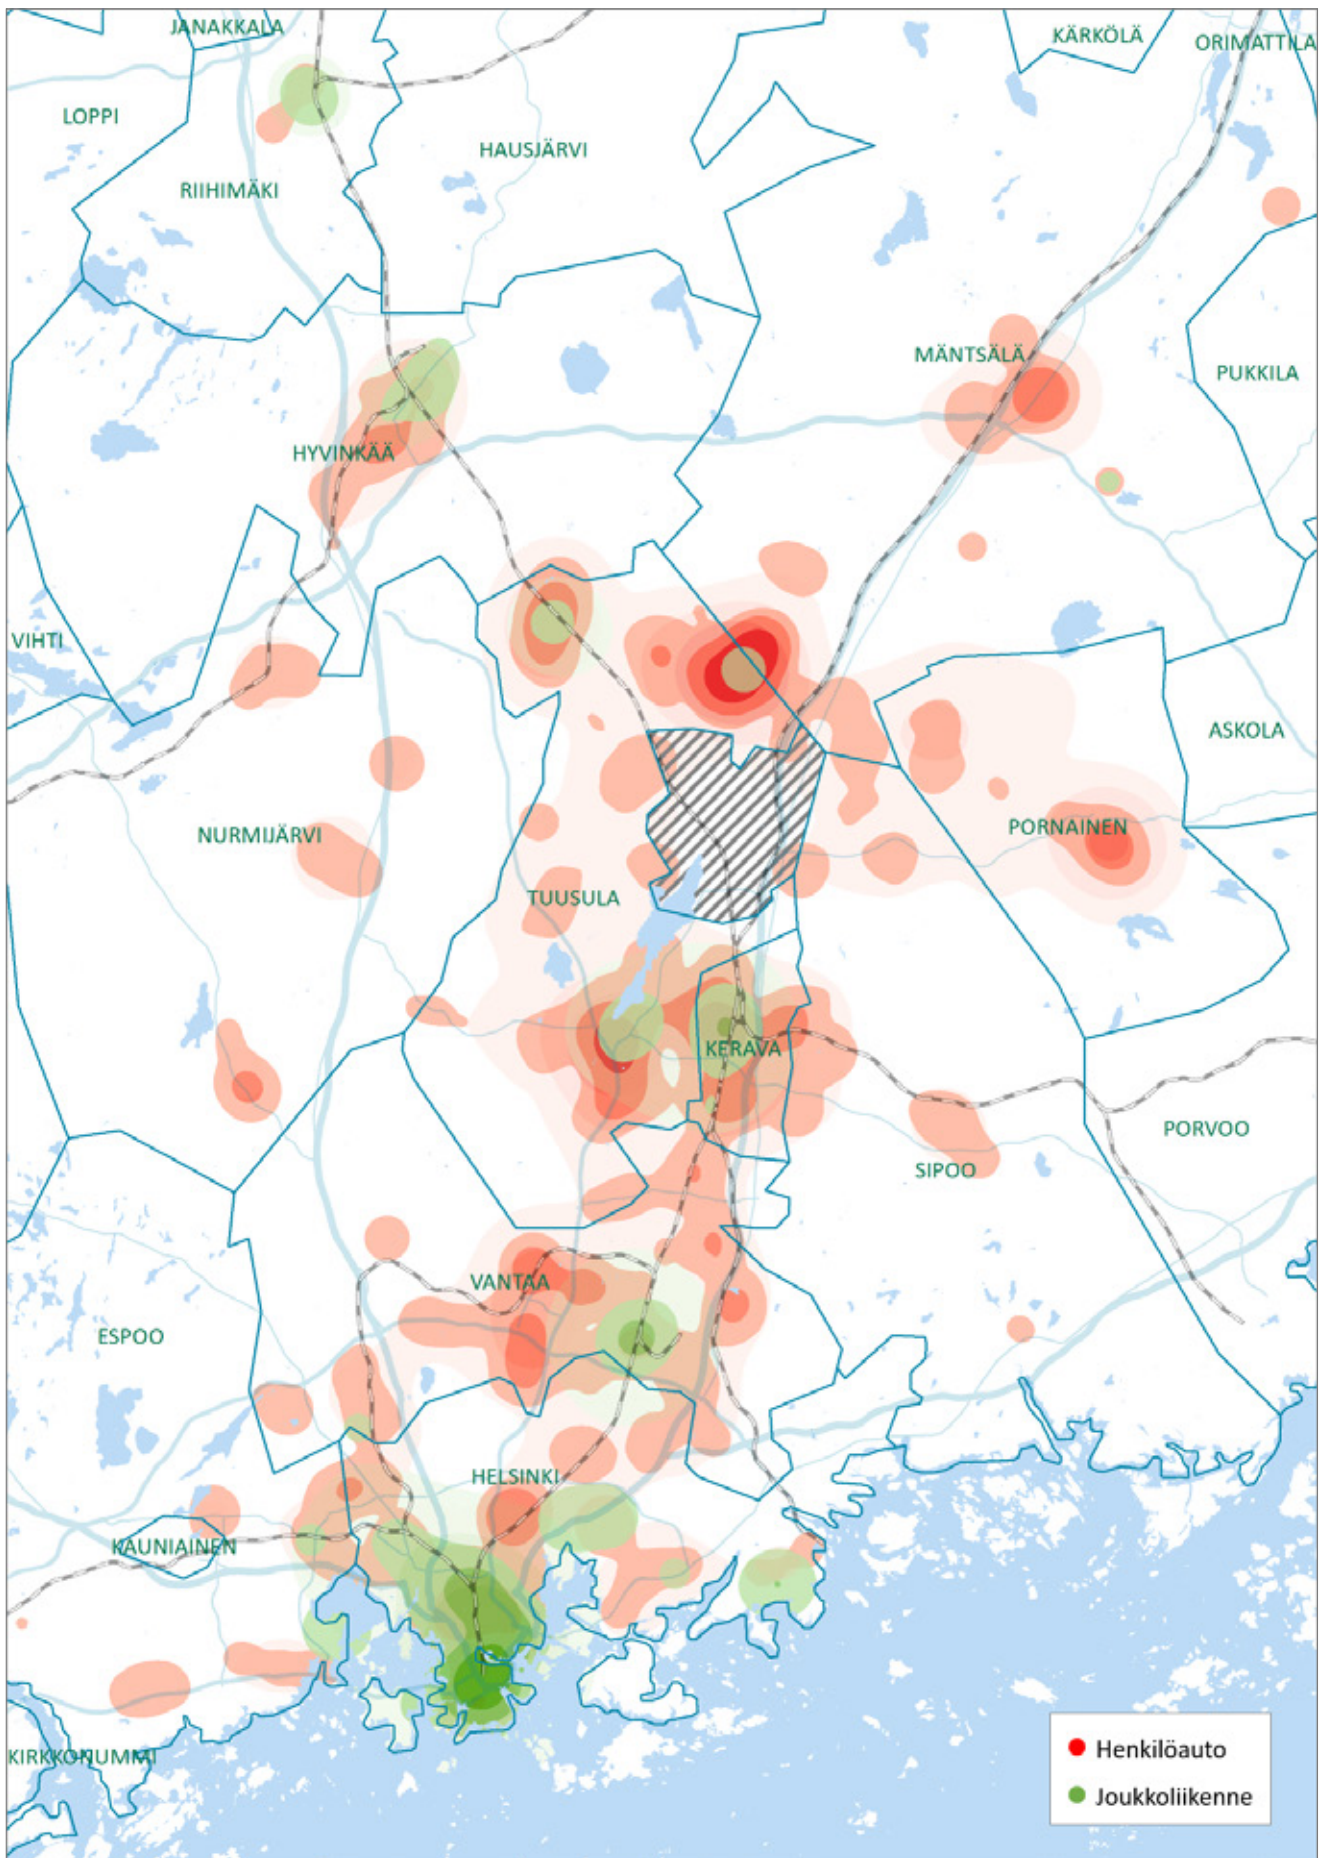 JANAKKALA
KÄRKÖLÄ
ORIMATTILA
LOPPI
HAUSJÄRVI
RIIHIMÄKI
MÄNTSÄLÄ
PUKKILA
HYVINKÄÄ
VIHTI
ASKOLA
NURMIJÄRVI
PORNAINEN
TUUSULA
KERAVA
PORVOO
SIPOO
VANTAA
ESPOO
HELSINKI
KAUNIAINEN
KIRKKONUMMI
Henkilöauto
Joukkoliikenne